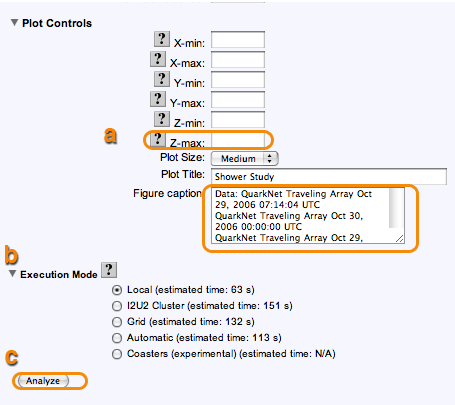 Plot Controls
? X-min:
? X-max:
? Y-min:
? Y-max:
? Z-min:
a
? Z-max:
Plot Size: Medium
Plot Title: Shower Study
Figure caption: Data: QuarkNet Traveling Array Oct
29, 2006 07:14:04 UTC
QuarkNet Traveling Array Oct 30,
2006 00:00:00 UTC
QuarkNet Traveling Array Oct 29,
b
Execution Mode ?
Local (estimated time: 63 s)
I2U2 Cluster (estimated time: 151 s)
Grid (estimated time: 132 s)
Automatic (estimated time: 113 s)
Coasters (experimental) (estimated time: N/A)
c
Analyze